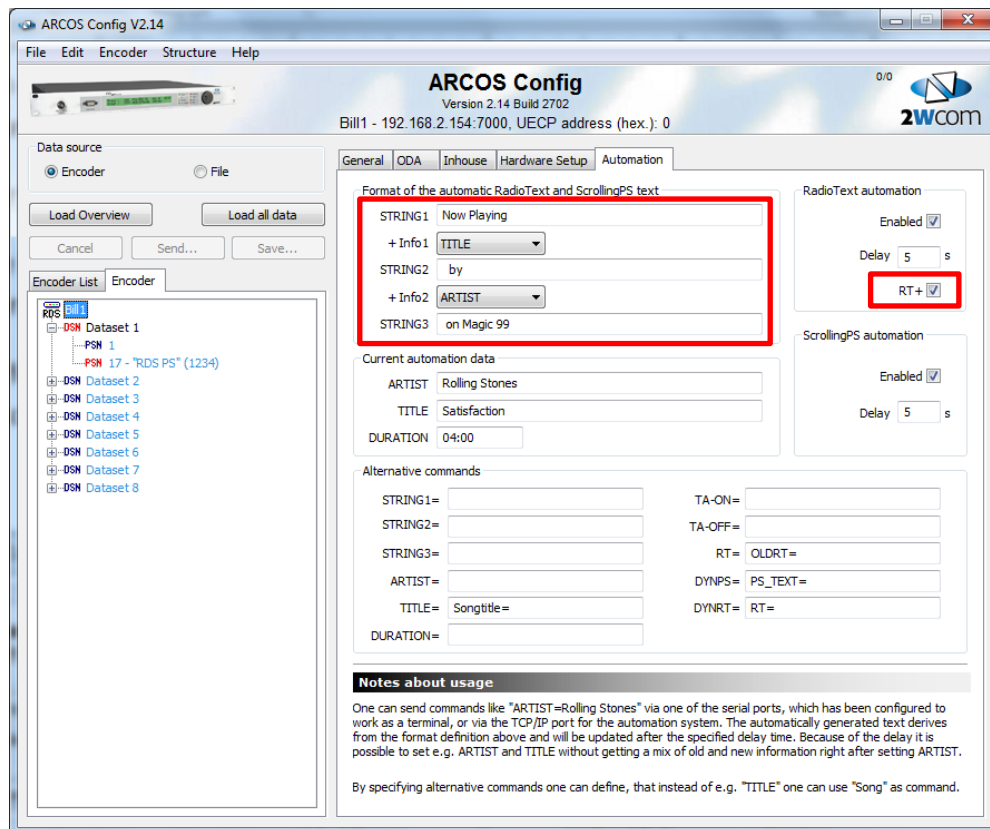 ARCOS Config V2.14
File Edit Encoder Structure Help
ARCOS Config
Version 2.14 Build 2702
Bill1 - 192.168.2.154:7000, UECP address (hex.): 0
0/0
2wcom
Data source
Encoder File
Load Overview Load all data
Cancel Send... Save...
Encoder List Encoder
RDS Bill1
DSN Dataset 1
PSN 1
PSN 17 - "RDS PS" (1234)
DSN Dataset 2
DSN Dataset 3
DSN Dataset 4
DSN Dataset 5
DSN Dataset 6
DSN Dataset 7
DSN Dataset 8
General ODA Inhouse Hardware Setup Automation
Format of the automatic RadioText and ScrollingPS text
STRING1 Now Playing
+ Info1 TITLE
STRING2 by
+ Info2 ARTIST
STRING3 on Magic 99
RadioText automation
Enabled
Delay 5 s
RT+
ScrollingPS automation
Enabled
Delay 5 s
Current automation data
ARTIST Rolling Stones
TITLE Satisfaction
DURATION 04:00
Alternative commands
STRING1=
STRING2=
STRING3=
ARTIST=
TITLE= Songtitle=
DURATION=
TA-ON=
TA-OFF=
RT= OLDRT=
DYNPS= PS_TEXT=
DYNRT= RT=
Notes about usage
One can send commands like "ARTIST=Rolling Stones" via one of the serial ports, which has been configured to
work as a terminal, or via the TCP/IP port for the automation system. The automatically generated text derives
from the format definition above and will be updated after the specified delay time. Because of the delay it is
possible to set e.g. ARTIST and TITLE without getting a mix of old and new information right after setting ARTIST.
By specifying alternative commands one can define, that instead of e.g. "TITLE" one can use "Song" as command.